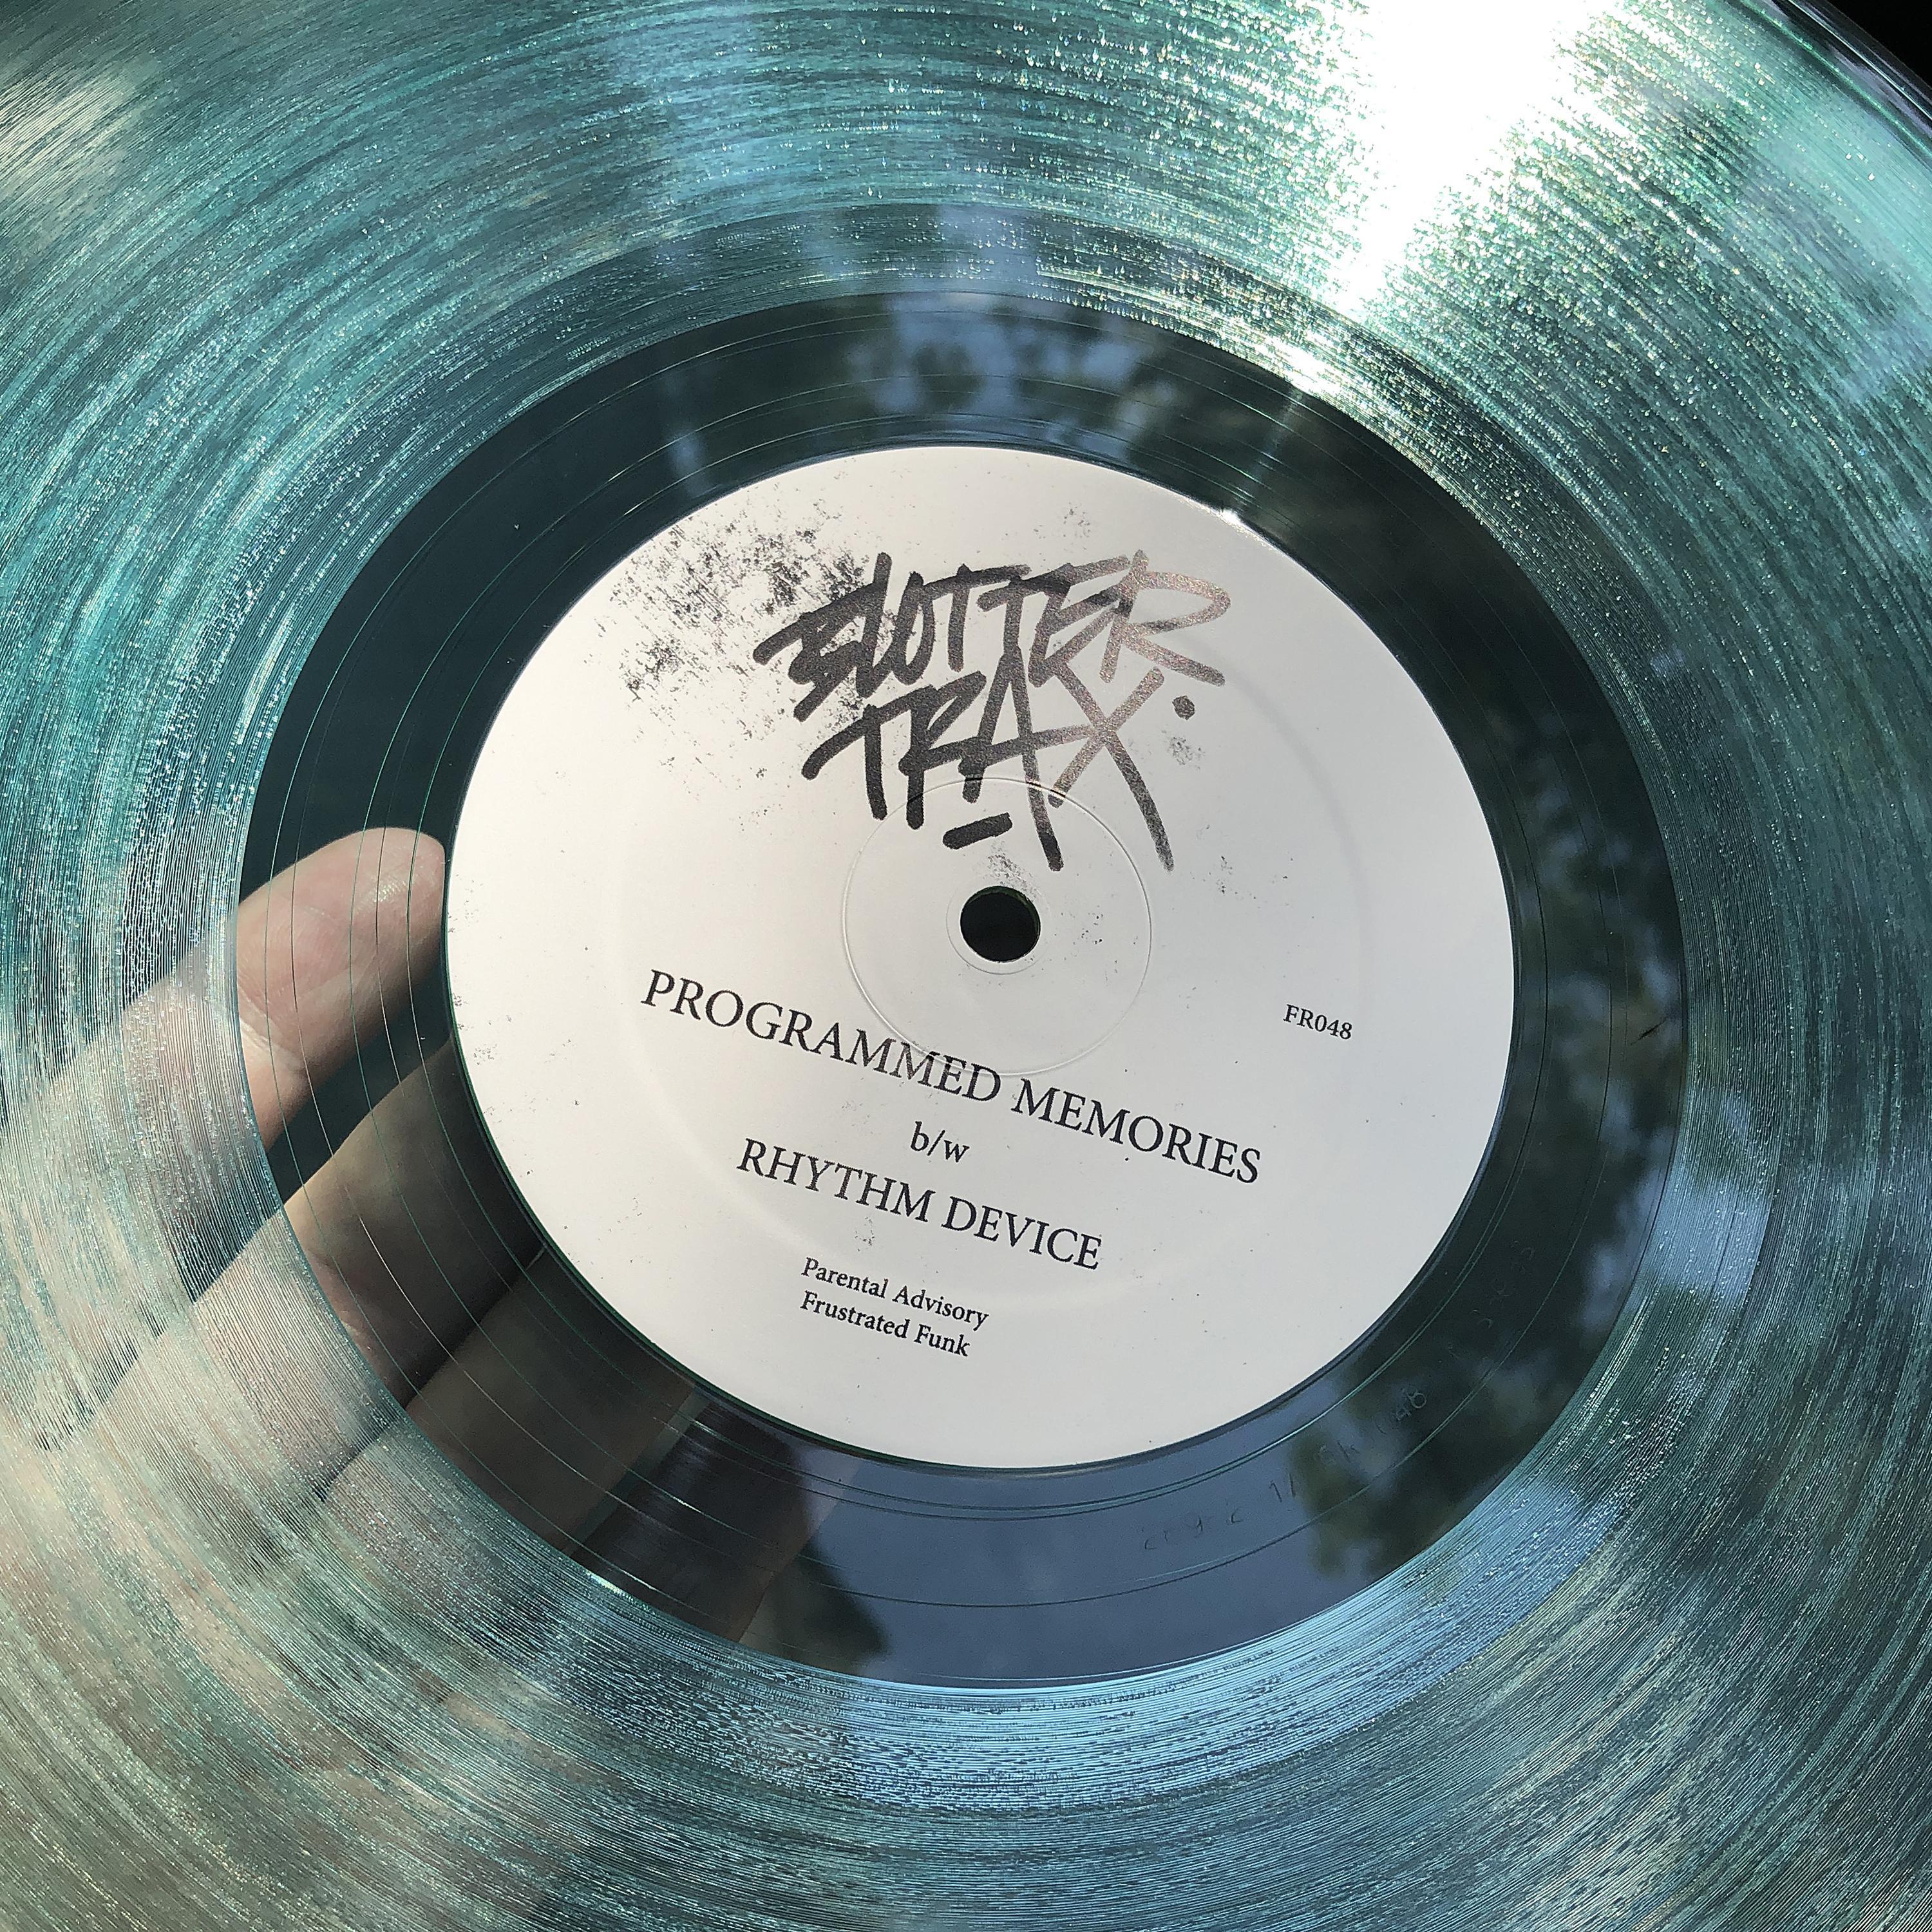 BLOTTER
TRAX.
FR048
PROGRAMMED MEMORIES
b/w
RHYTHM DEVICE
Parental Advisory
Frustrated Funk